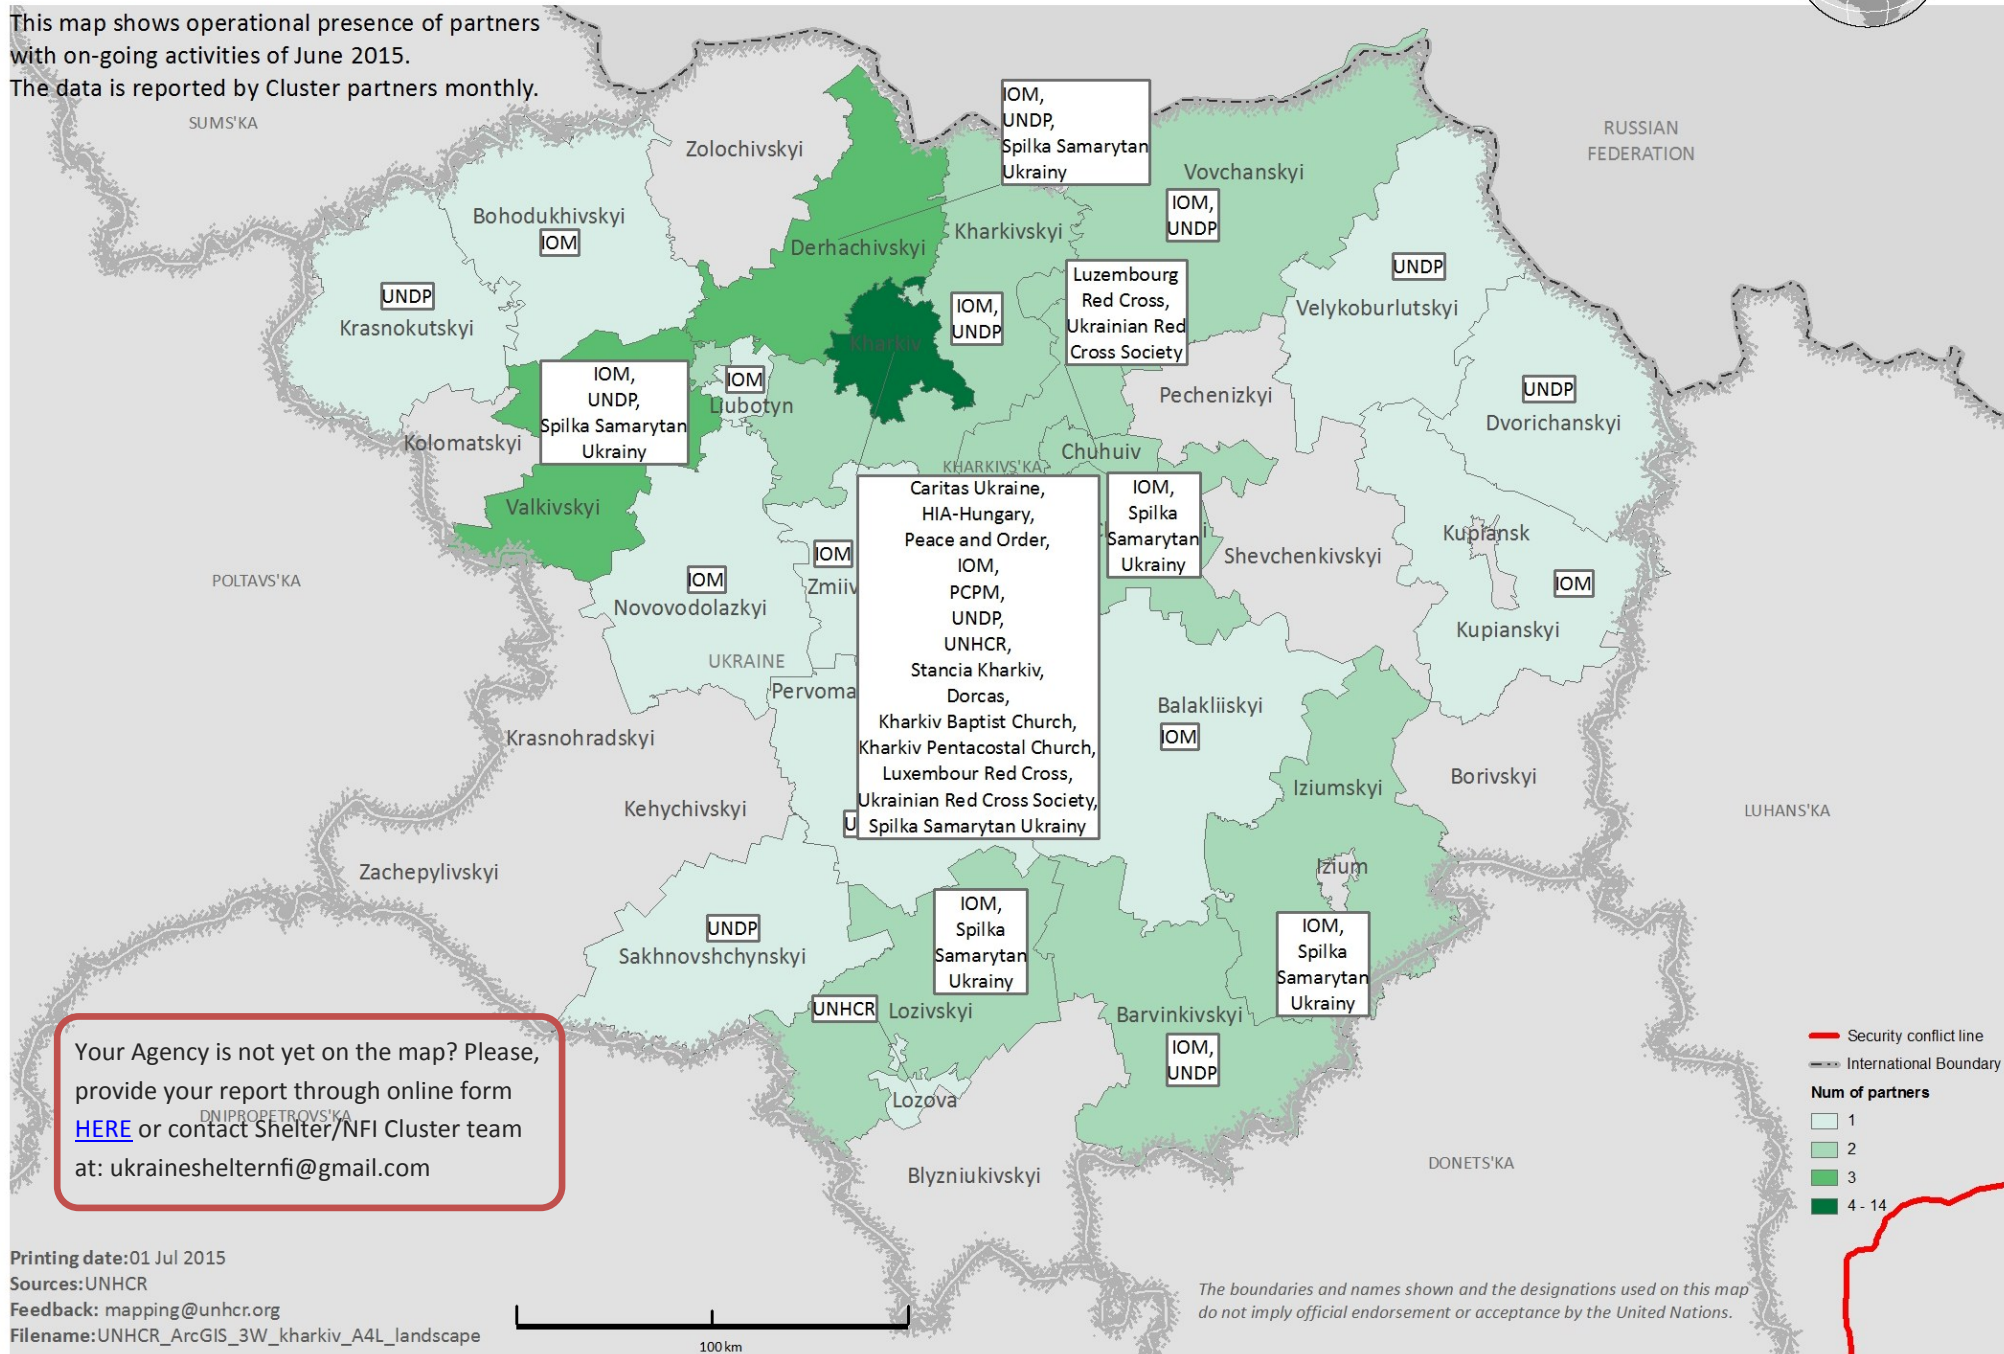 This map shows operational presence of partners
with on-going activities of June 2015.
The data is reported by Cluster partners monthly.
SUMS'KA
Zolochivskyi
IOM,
UNDP,
Spilka Samarytan
Ukrainy
RUSSIAN
FEDERATION
Vovchanskyi
IOM,
UNDP
Bohodukhivskyi
IOM
Kharkivskyi
Derhachivskyi
UNDP
Krasnokutskyi
IOM,
UNDP
Luzembourg
Red Cross,
Ukrainian Red
Cross Society
UNDP
Velykoburlutskyi
Kharkiv
IOM,
UNDP,
Spilka Samarytan
Ukrainy
IOM
Liubotyn
Pechenizkyi
UNDP
Dvorichanskyi
Kolomatskyi
Chuhuiv
KHARKIVS'KA
Valkivskyi
Caritas Ukraine,
HIA-Hungary,
Peace and Order,
IOM,
PCPM,
UNDP,
UNHCR,
Stancia Kharkiv,
Dorcas,
Kharkiv Baptist Church,
Kharkiv Pentacostal Church,
Luxembour Red Cross,
Ukrainian Red Cross Society,
Spilka Samarytan Ukrainy
IOM,
Spilka
Samarytan
Ukrainy
Shevchenkivskyi
Kupiansk
IOM
Kupianskyi
POLTAVS'KA
IOM
Novovodolazkyi
IOM
Zmiiv
UKRAINE
Pervoma
Balakliiskyi
IOM
Krasnohradskyi
Iziumskyi
Borivskyi
Kehychivskyi
U
LUHANS'KA
Zachepylivskyi
Izium
UNDP
Sakhnovshchynskyi
IOM,
Spilka
Samarytan
Ukrainy
IOM,
Spilka
Samarytan
Ukrainy
UNHCR
Lozivskyi
Barvinkivskyi
IOM,
UNDP
Lozova
Blyzniukivskyi
DONETS'KA
Your Agency is not yet on the map? Please,
provide your report through online form
DNIPROPETROVS'KA
HERE or contact Shelter/NFI Cluster team
at: ukraineshelternfi@gmail.com
Security conflict line
International Boundary
Num of partners
1
2
3
4 - 14
Printing date:01 Jul 2015
Sources:UNHCR
Feedback: mapping@unhcr.org
Filename:UNHCR_ArcGIS_3W_kharkiv_A4L_landscape
100 km
The boundaries and names shown and the designations used on this map
do not imply official endorsement or acceptance by the United Nations.